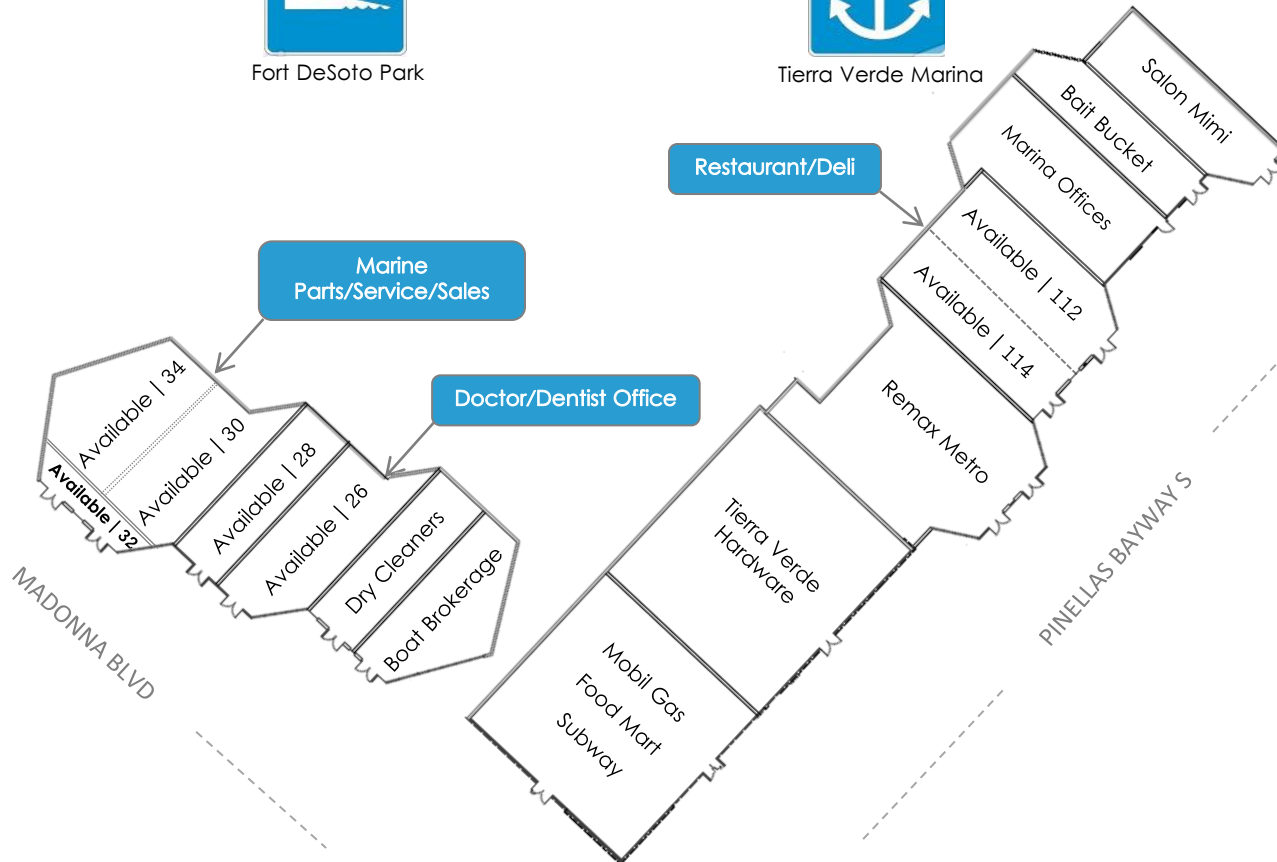 Fort DeSoto Park
Tierra Verde Marina
Salon Mimi
Bait Bucket
Marina Offices
Restaurant/Deli
Available | 112
Available | 114
Marine
Parts/Service/Sales
Doctor/Dentist Office
Remax Metro
Available | 34
Available | 30
Available | 32
Available | 28
Available | 26
Dry Cleaners
Boat Brokerage
Tierra Verde
Hardware
Mobil Gas
Food Mart
Subway
MADONNA BLVD
PINELLAS BAYWAY S